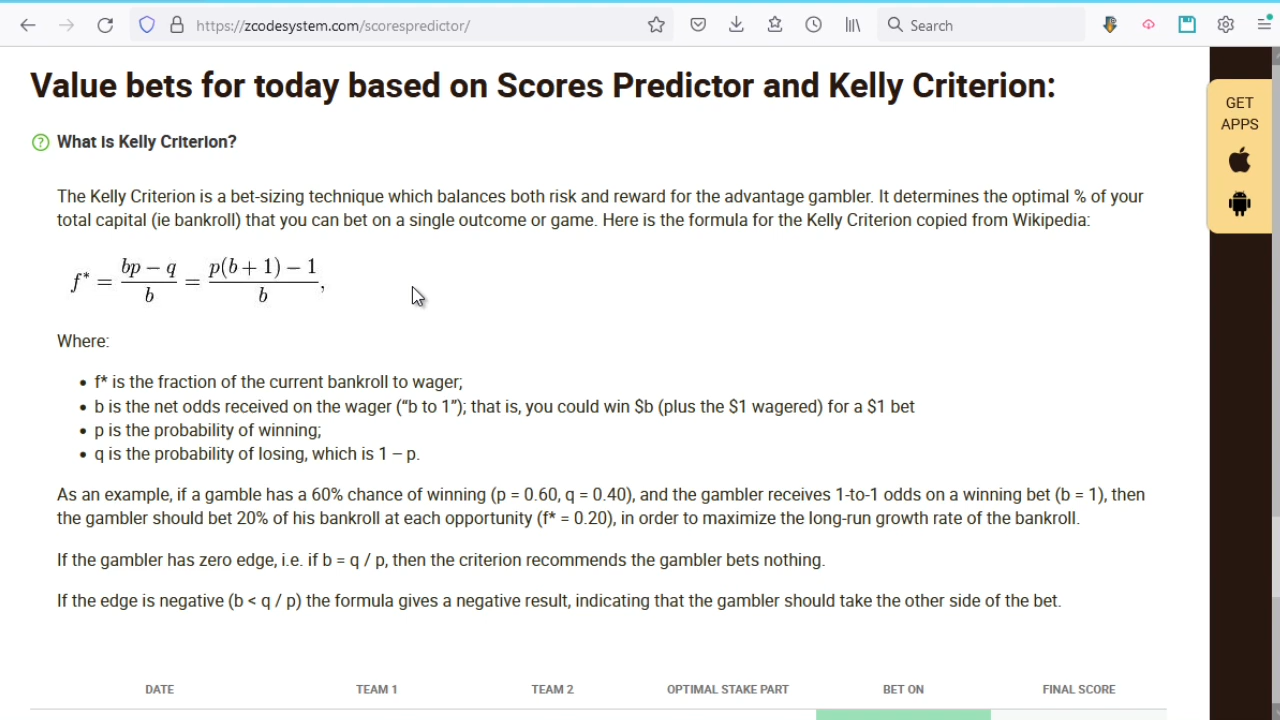 https://zcodesystem.com/scorespredictor/
Search
Value bets for today based on Scores Predictor and Kelly Criterion:
GET
APPS
? What is Kelly Criterion?
The Kelly Criterion is a bet-sizing technique which balances both risk and reward for the advantage gambler. It determines the optimal % of your
total capital (ie bankroll) that you can bet on a single outcome or game. Here is the formula for the Kelly Criterion copied from Wikipedia:
f* = (bp − q)/b = (p(b + 1) − 1)/b,
Where:
• f* is the fraction of the current bankroll to wager;
• b is the net odds received on the wager (“b to 1”); that is, you could win $b (plus the $1 wagered) for a $1 bet
• p is the probability of winning;
• q is the probability of losing, which is 1 – p.
As an example, if a gamble has a 60% chance of winning (p = 0.60, q = 0.40), and the gambler receives 1-to-1 odds on a winning bet (b = 1), then
the gambler should bet 20% of his bankroll at each opportunity (f* = 0.20), in order to maximize the long-run growth rate of the bankroll.
If the gambler has zero edge, i.e. if b = q / p, then the criterion recommends the gambler bets nothing.
If the edge is negative (b < q / p) the formula gives a negative result, indicating that the gambler should take the other side of the bet.
DATE TEAM 1 TEAM 2 OPTIMAL STAKE PART BET ON FINAL SCORE